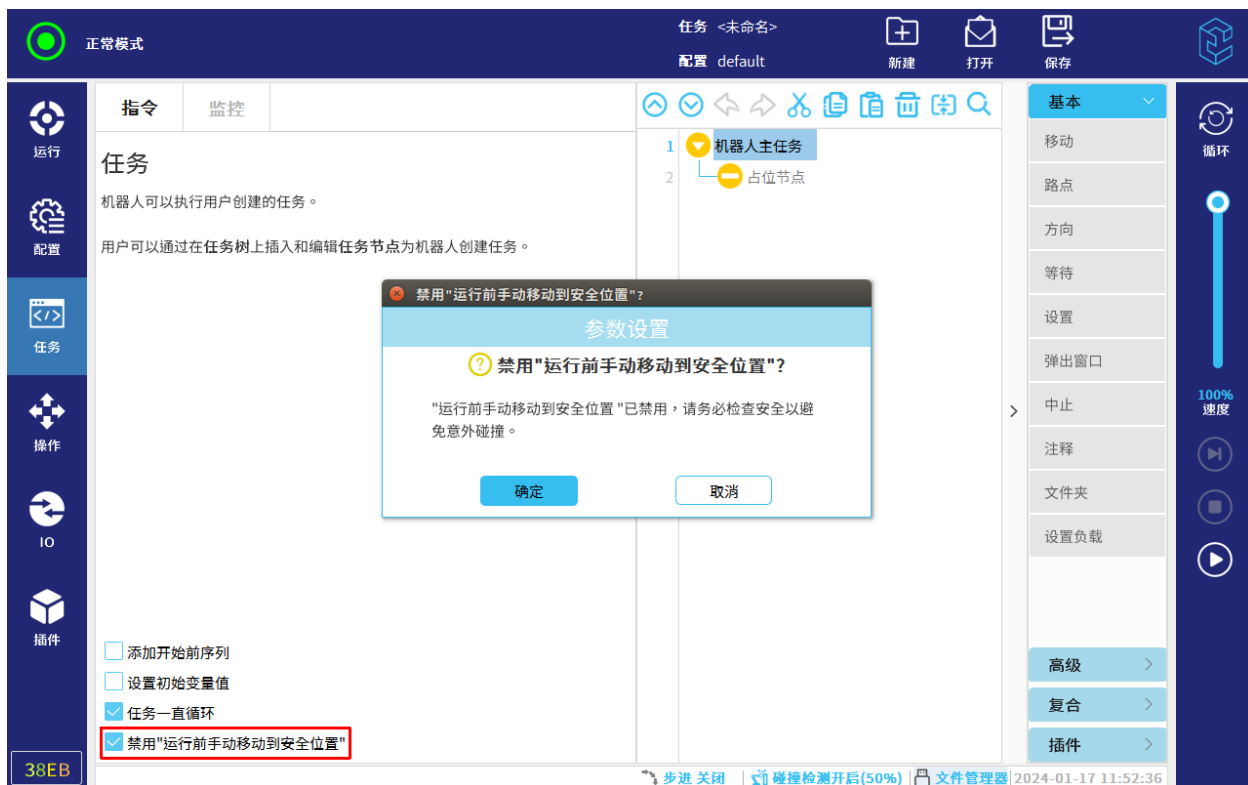 正常模式
任务 <未命名>
配置 default
新建
打开
保存
运行
配置
任务
操作
IO
插件
38EB
指令
监控
任务
机器人可以执行用户创建的任务。
用户可以通过在任务树上插入和编辑任务节点为机器人创建任务。
添加开始前序列
设置初始变量值
任务一直循环
禁用"运行前手动移动到安全位置"
1 机器人主任务
2 占位节点
禁用"运行前手动移动到安全位置"?
参数设置
禁用"运行前手动移动到安全位置"?
"运行前手动移动到安全位置 "已禁用，请务必检查安全以避
免意外碰撞。
确定
取消
基本
移动
路点
方向
等待
设置
弹出窗口
中止
注释
文件夹
设置负载
高级
复合
插件
循环
100%
速度
步进 关闭
碰撞检测开启(50%)
文件管理器
2024-01-17 11:52:36